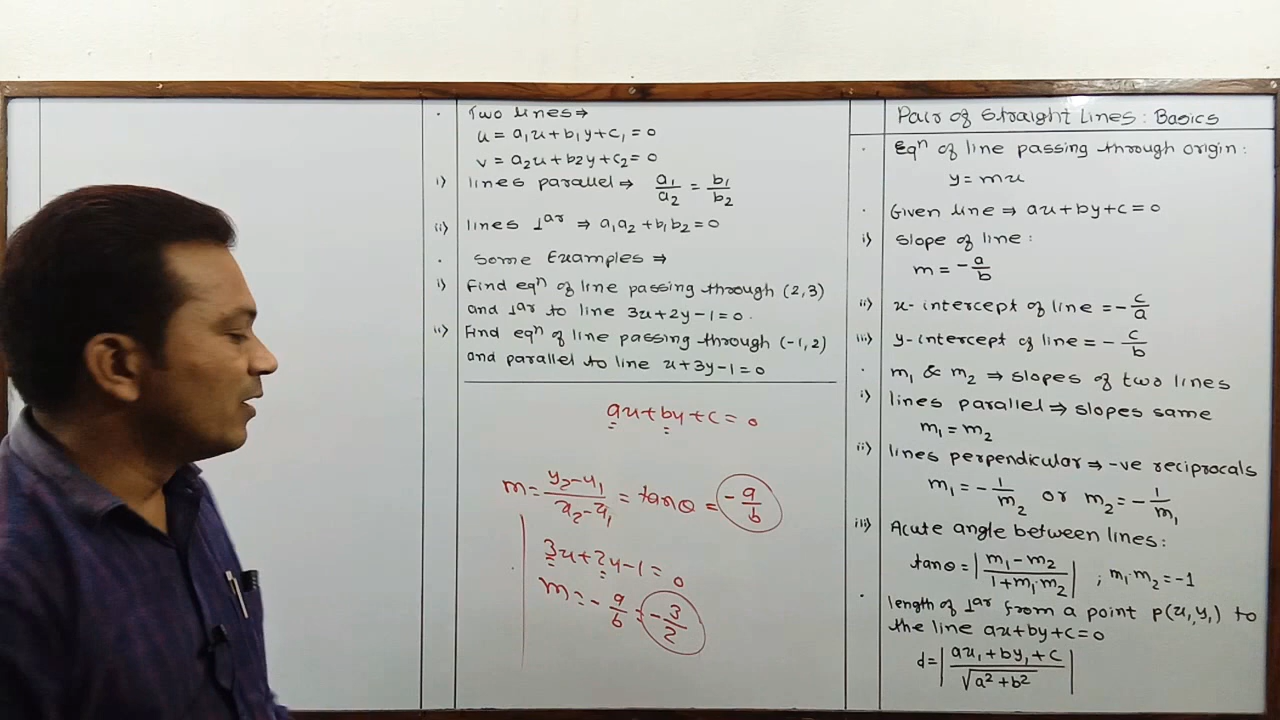 Two lines ⇒
u = a₁x + b₁y + c₁ = 0
v = a₂x + b₂y + c₂ = 0
i) lines parallel ⇒ a₁/a₂ = b₁/b₂
ii) lines ⊥ar ⇒ a₁a₂ + b₁b₂ = 0
· Some Examples ⇒
i) Find eqn of line passing through (2,3)
and ⊥ar to line 3x+2y-1=0.
ii) Find eqn of line passing through (-1,2)
and parallel to line x+3y-1=0
ax+by+c=0
m = y₂-y₁/x₂-x₁ = tanθ = -a/b
3x+2y-1=0
m = -a/b = -3/2
Pair of Straight Lines: Basics
· Eqn of line passing through origin:
y = mx
· Given line ⇒ ax+by+c=0
i) slope of line:
m = -a/b
ii) x-intercept of line = -c/a
iii) y-intercept of line = -c/b
· m₁ & m₂ ⇒ slopes of two lines
i) lines parallel ⇒ slopes same
m₁ = m₂
ii) lines perpendicular ⇒ -ve reciprocals
m₁ = -1/m₂ or m₂ = -1/m₁
iii) Acute angle between lines:
tanθ = |m₁-m₂/1+m₁·m₂| ; m₁·m₂=-1
· length of ⊥ar from a point P(x₁,y₁) to
the line ax+by+c=0
d = |ax₁+by₁+c/√a²+b²|